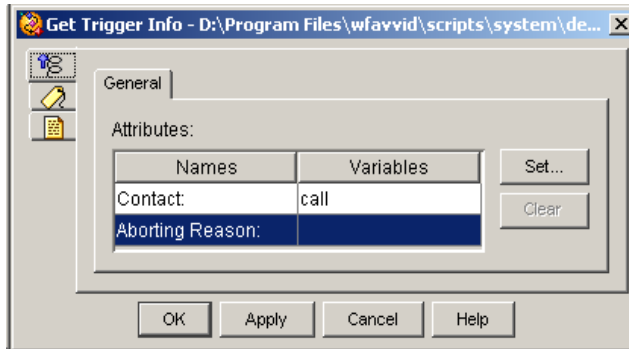 Get Trigger Info - D:\Program Files\wfavvid\scripts\system\de...
General
Attributes:
Names Variables Set...
Contact: call Clear
Aborting Reason:
OK Apply Cancel Help